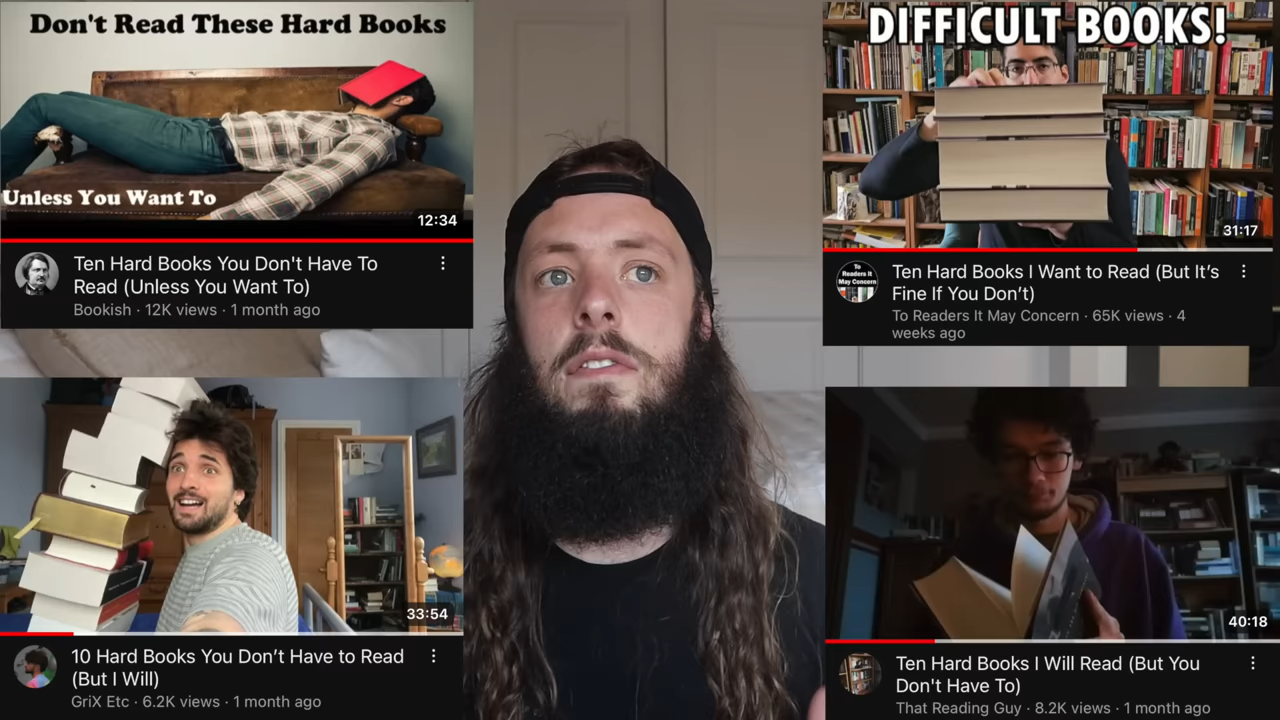 Don't Read These Hard Books
Unless You Want To
12:34
Ten Hard Books You Don't Have To
Read (Unless You Want To)
Bookish · 12K views · 1 month ago
DIFFICULT BOOKS!
31:17
To
Readers It
May Concern
Ten Hard Books I Want to Read (But It’s
Fine If You Don’t)
To Readers It May Concern · 65K views · 4
weeks ago
33:54
10 Hard Books You Don’t Have to Read
(But I Will)
GriX Etc · 6.2K views · 1 month ago
40:18
Ten Hard Books I Will Read (But You
Don't Have To)
That Reading Guy · 8.2K views · 1 month ago